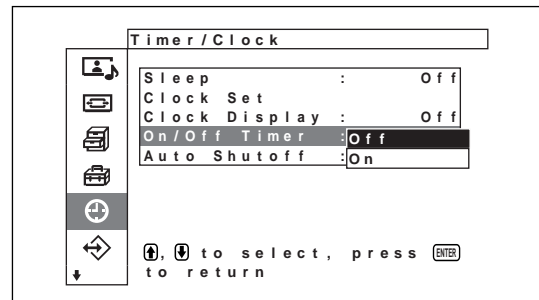 Timer/Clock
Sleep : Off
Clock Set
Clock Display : Off
On/Off Timer : Off
Auto Shutoff : On
, to select, press ENTER
to return